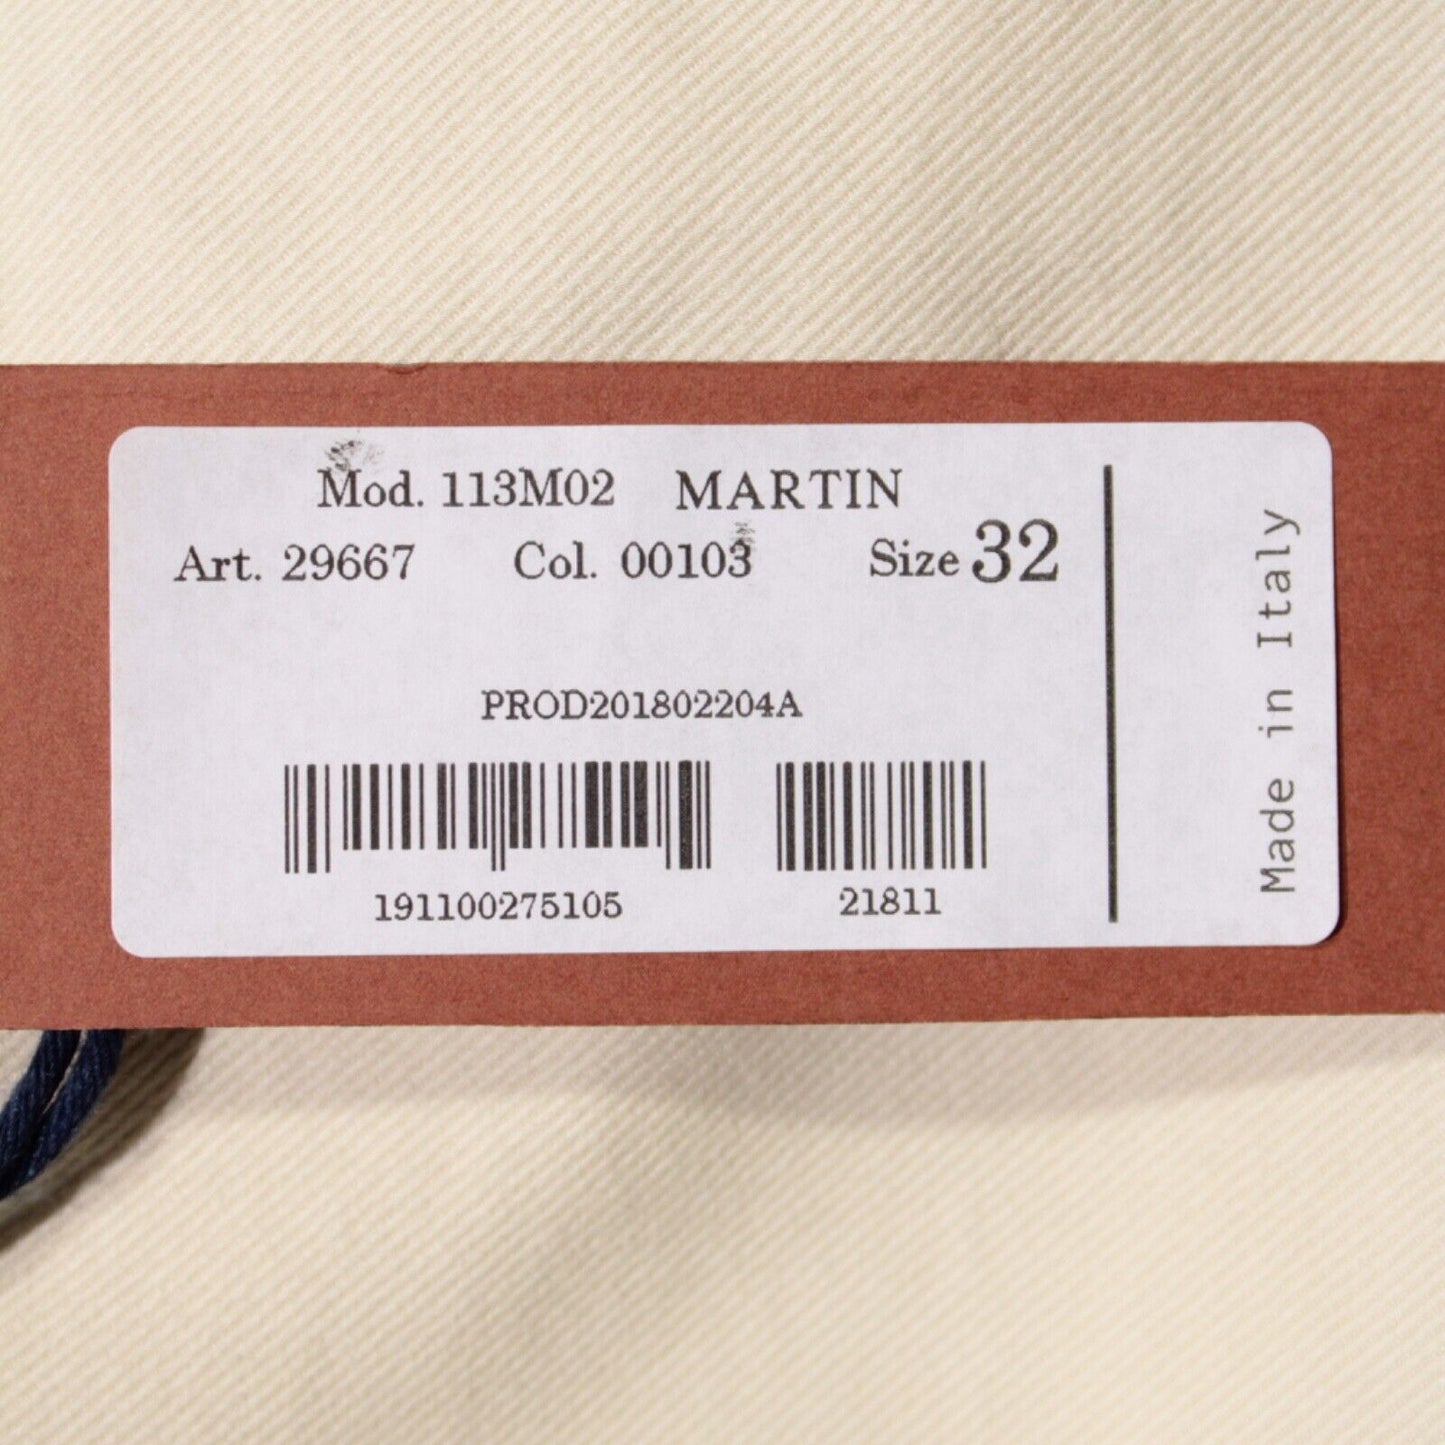 Mod. 113M02 MARTIN
Art. 29667 Col. 00103 Size 32
PROD201802204A
191100275105 21811
Made in Italy